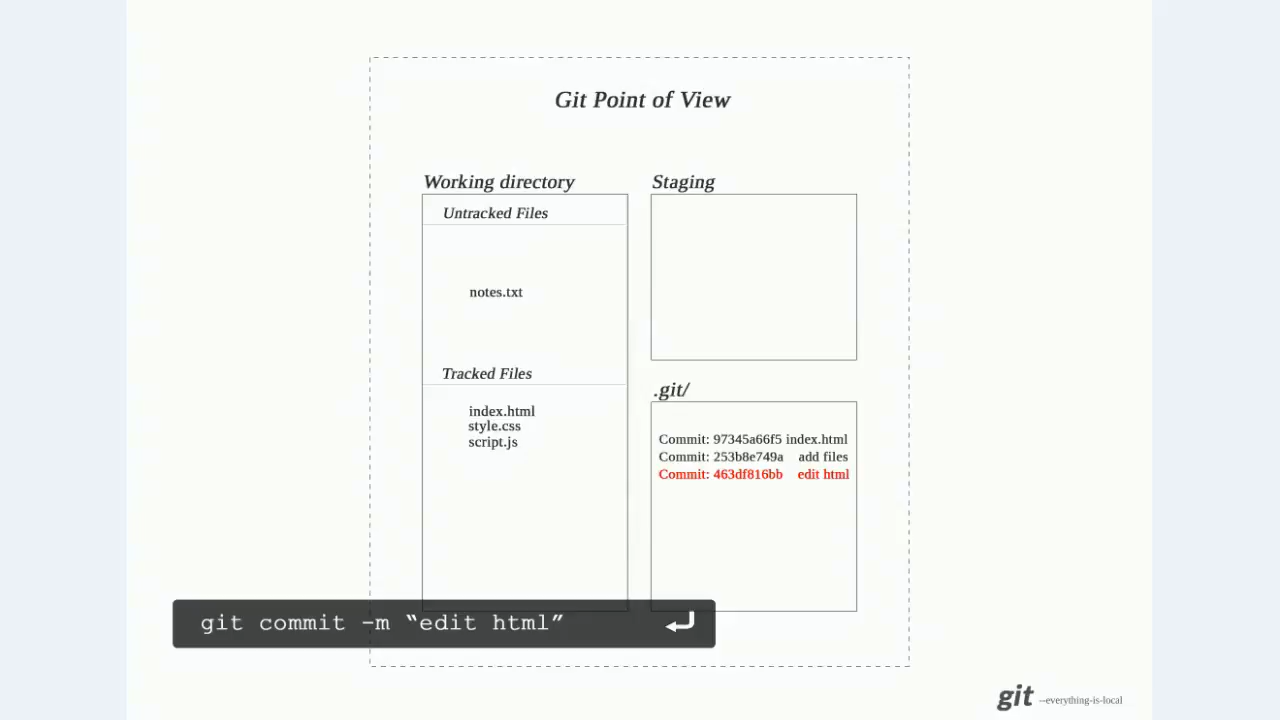 Git Point of View
Working directory
Untracked Files
notes.txt
Tracked Files
index.html
style.css
script.js
Staging
.git/
Commit: 97345a66f5 index.html
Commit: 253b8e749a add files
Commit: 463df816bb edit html
git commit -m “edit html”
git --everything-is-local